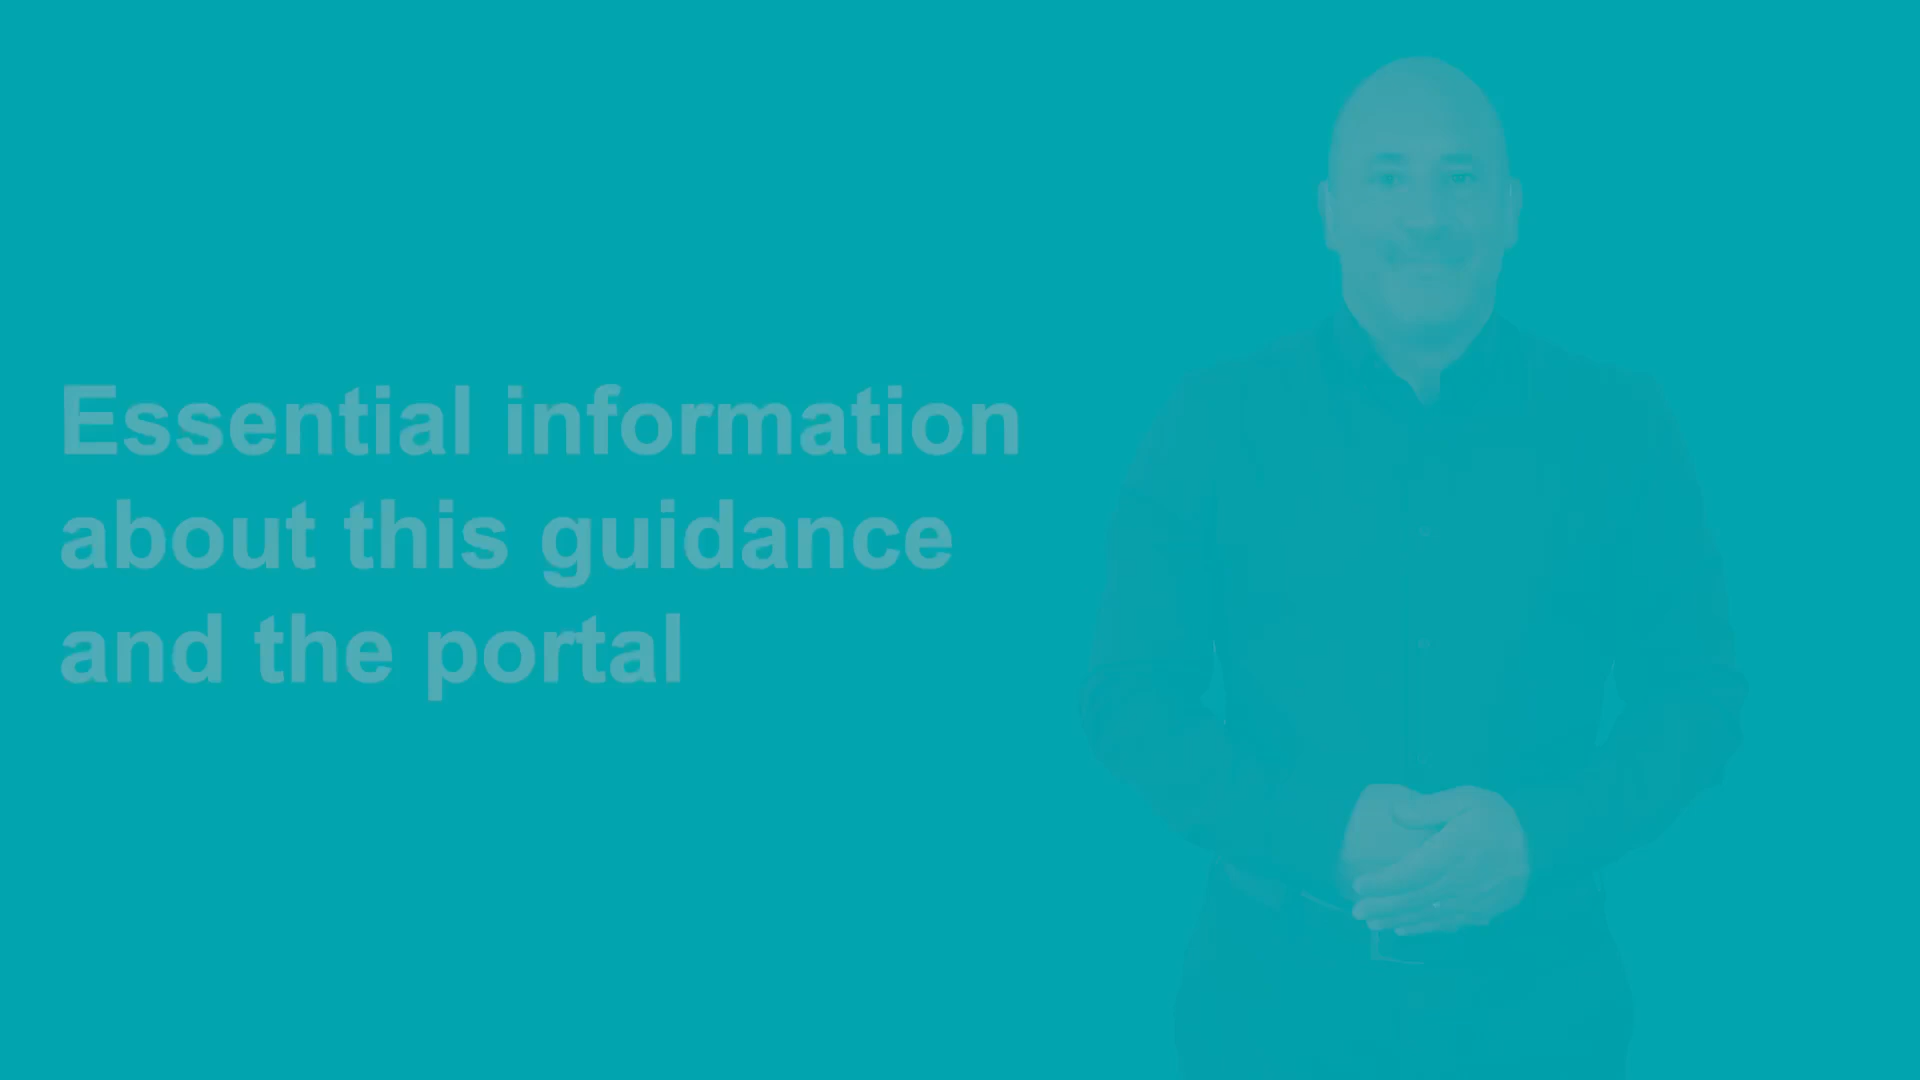 Essential information
about this guidance
and the portal